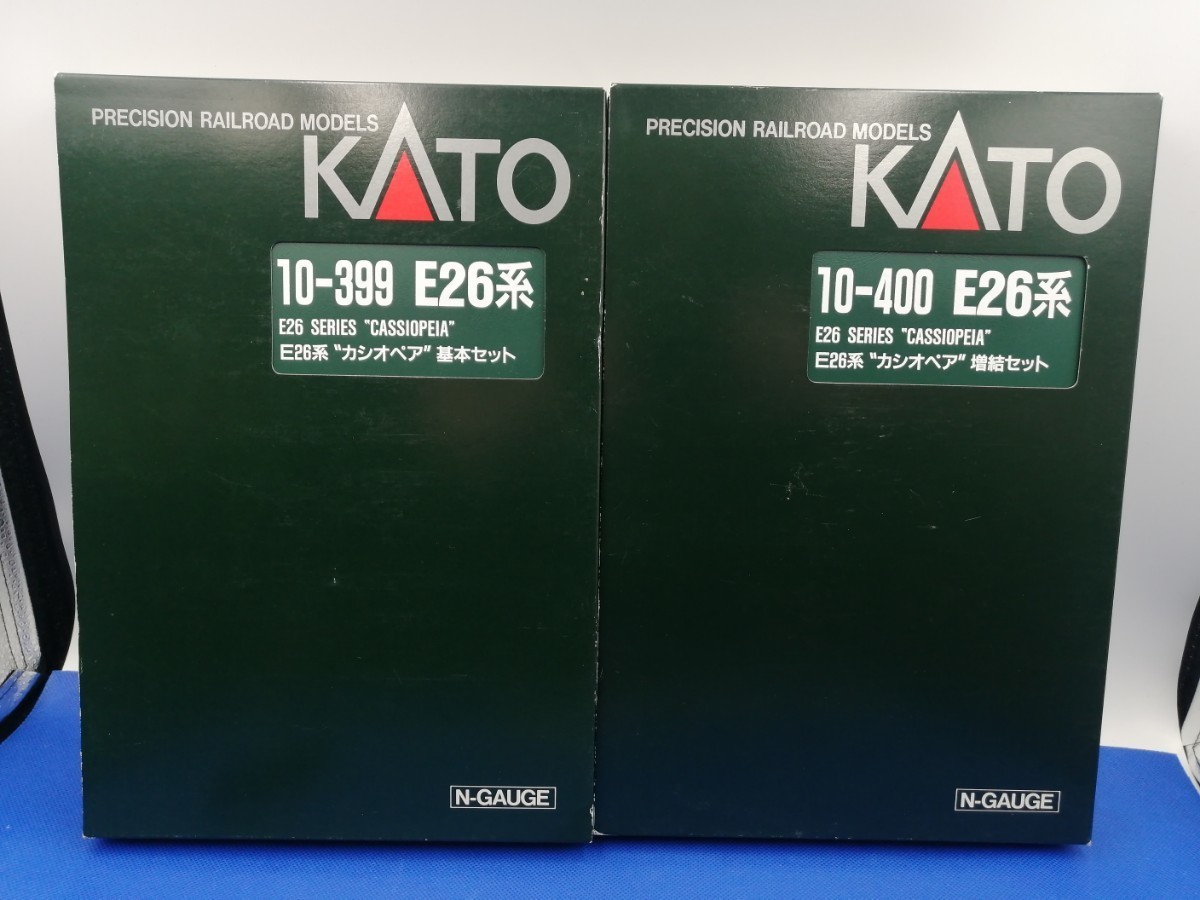 PRECISION RAILROAD MODELS
KATO
10-399 E26系
E26 SERIES "CASSIOPEIA"
E26系 "カシオペア" 基本セット
N-GAUGE
PRECISION RAILROAD MODELS
KATO
10-400 E26系
E26 SERIES "CASSIOPEIA"
E26系 "カシオペア" 増結セット
N-GAUGE